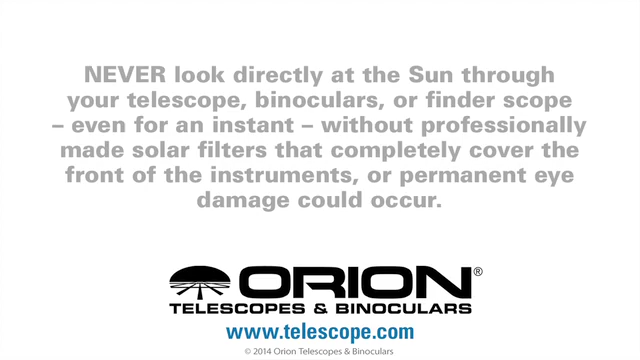 NEVER look directly at the Sun through
your telescope, binoculars, or finder scope
– even for an instant – without professionally
made solar filters that completely cover the
front of the instruments, or permanent eye
damage could occur.
ORION®
TELESCOPES & BINOCULARS
www.telescope.com
© 2014 Orion Telescopes & Binoculars